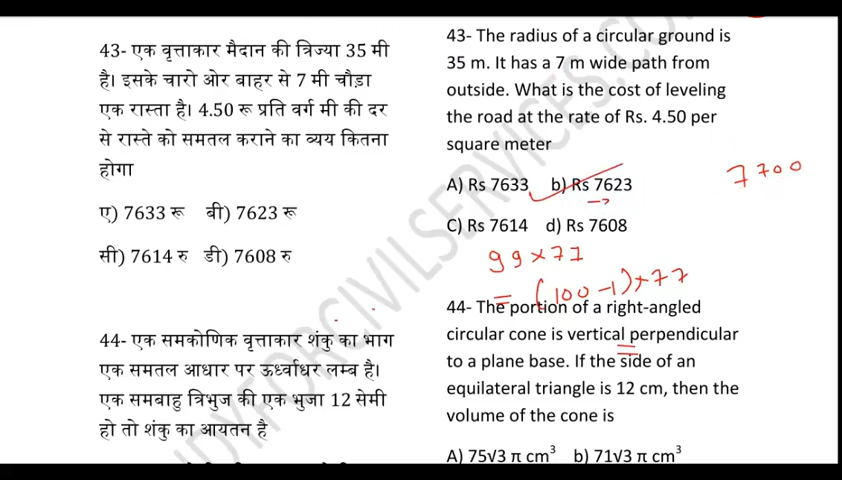 43- एक वृत्ताकार मैदान की त्रिज्या 35 मी
है। इसके चारो ओर बाहर से 7 मी चौड़ा
एक रास्ता है। 4.50 रू प्रति वर्ग मी की दर
से रास्ते को समतल कराने का व्यय कितना
होगा
ए) 7633 रू बी) 7623 रू
सी) 7614 रु डी) 7608 रु
44- एक समकोणिक वृत्ताकार शंकु का भाग
एक समतल आधार पर ऊर्ध्वाधर लम्ब है।
एक समबाहु त्रिभुज की एक भुजा 12 सेमी
हो तो शंकु का आयतन है
43- The radius of a circular ground is
35 m. It has a 7 m wide path from
outside. What is the cost of leveling
the road at the rate of Rs. 4.50 per
square meter
A) Rs 7633 b) Rs 7623
7700
C) Rs 7614 d) Rs 7608
99×77
= (100-1)×77
44- The portion of a right-angled
circular cone is vertical perpendicular
to a plane base. If the side of an
equilateral triangle is 12 cm, then the
volume of the cone is
A) 75√3 π cm³ b) 71√3 π cm³